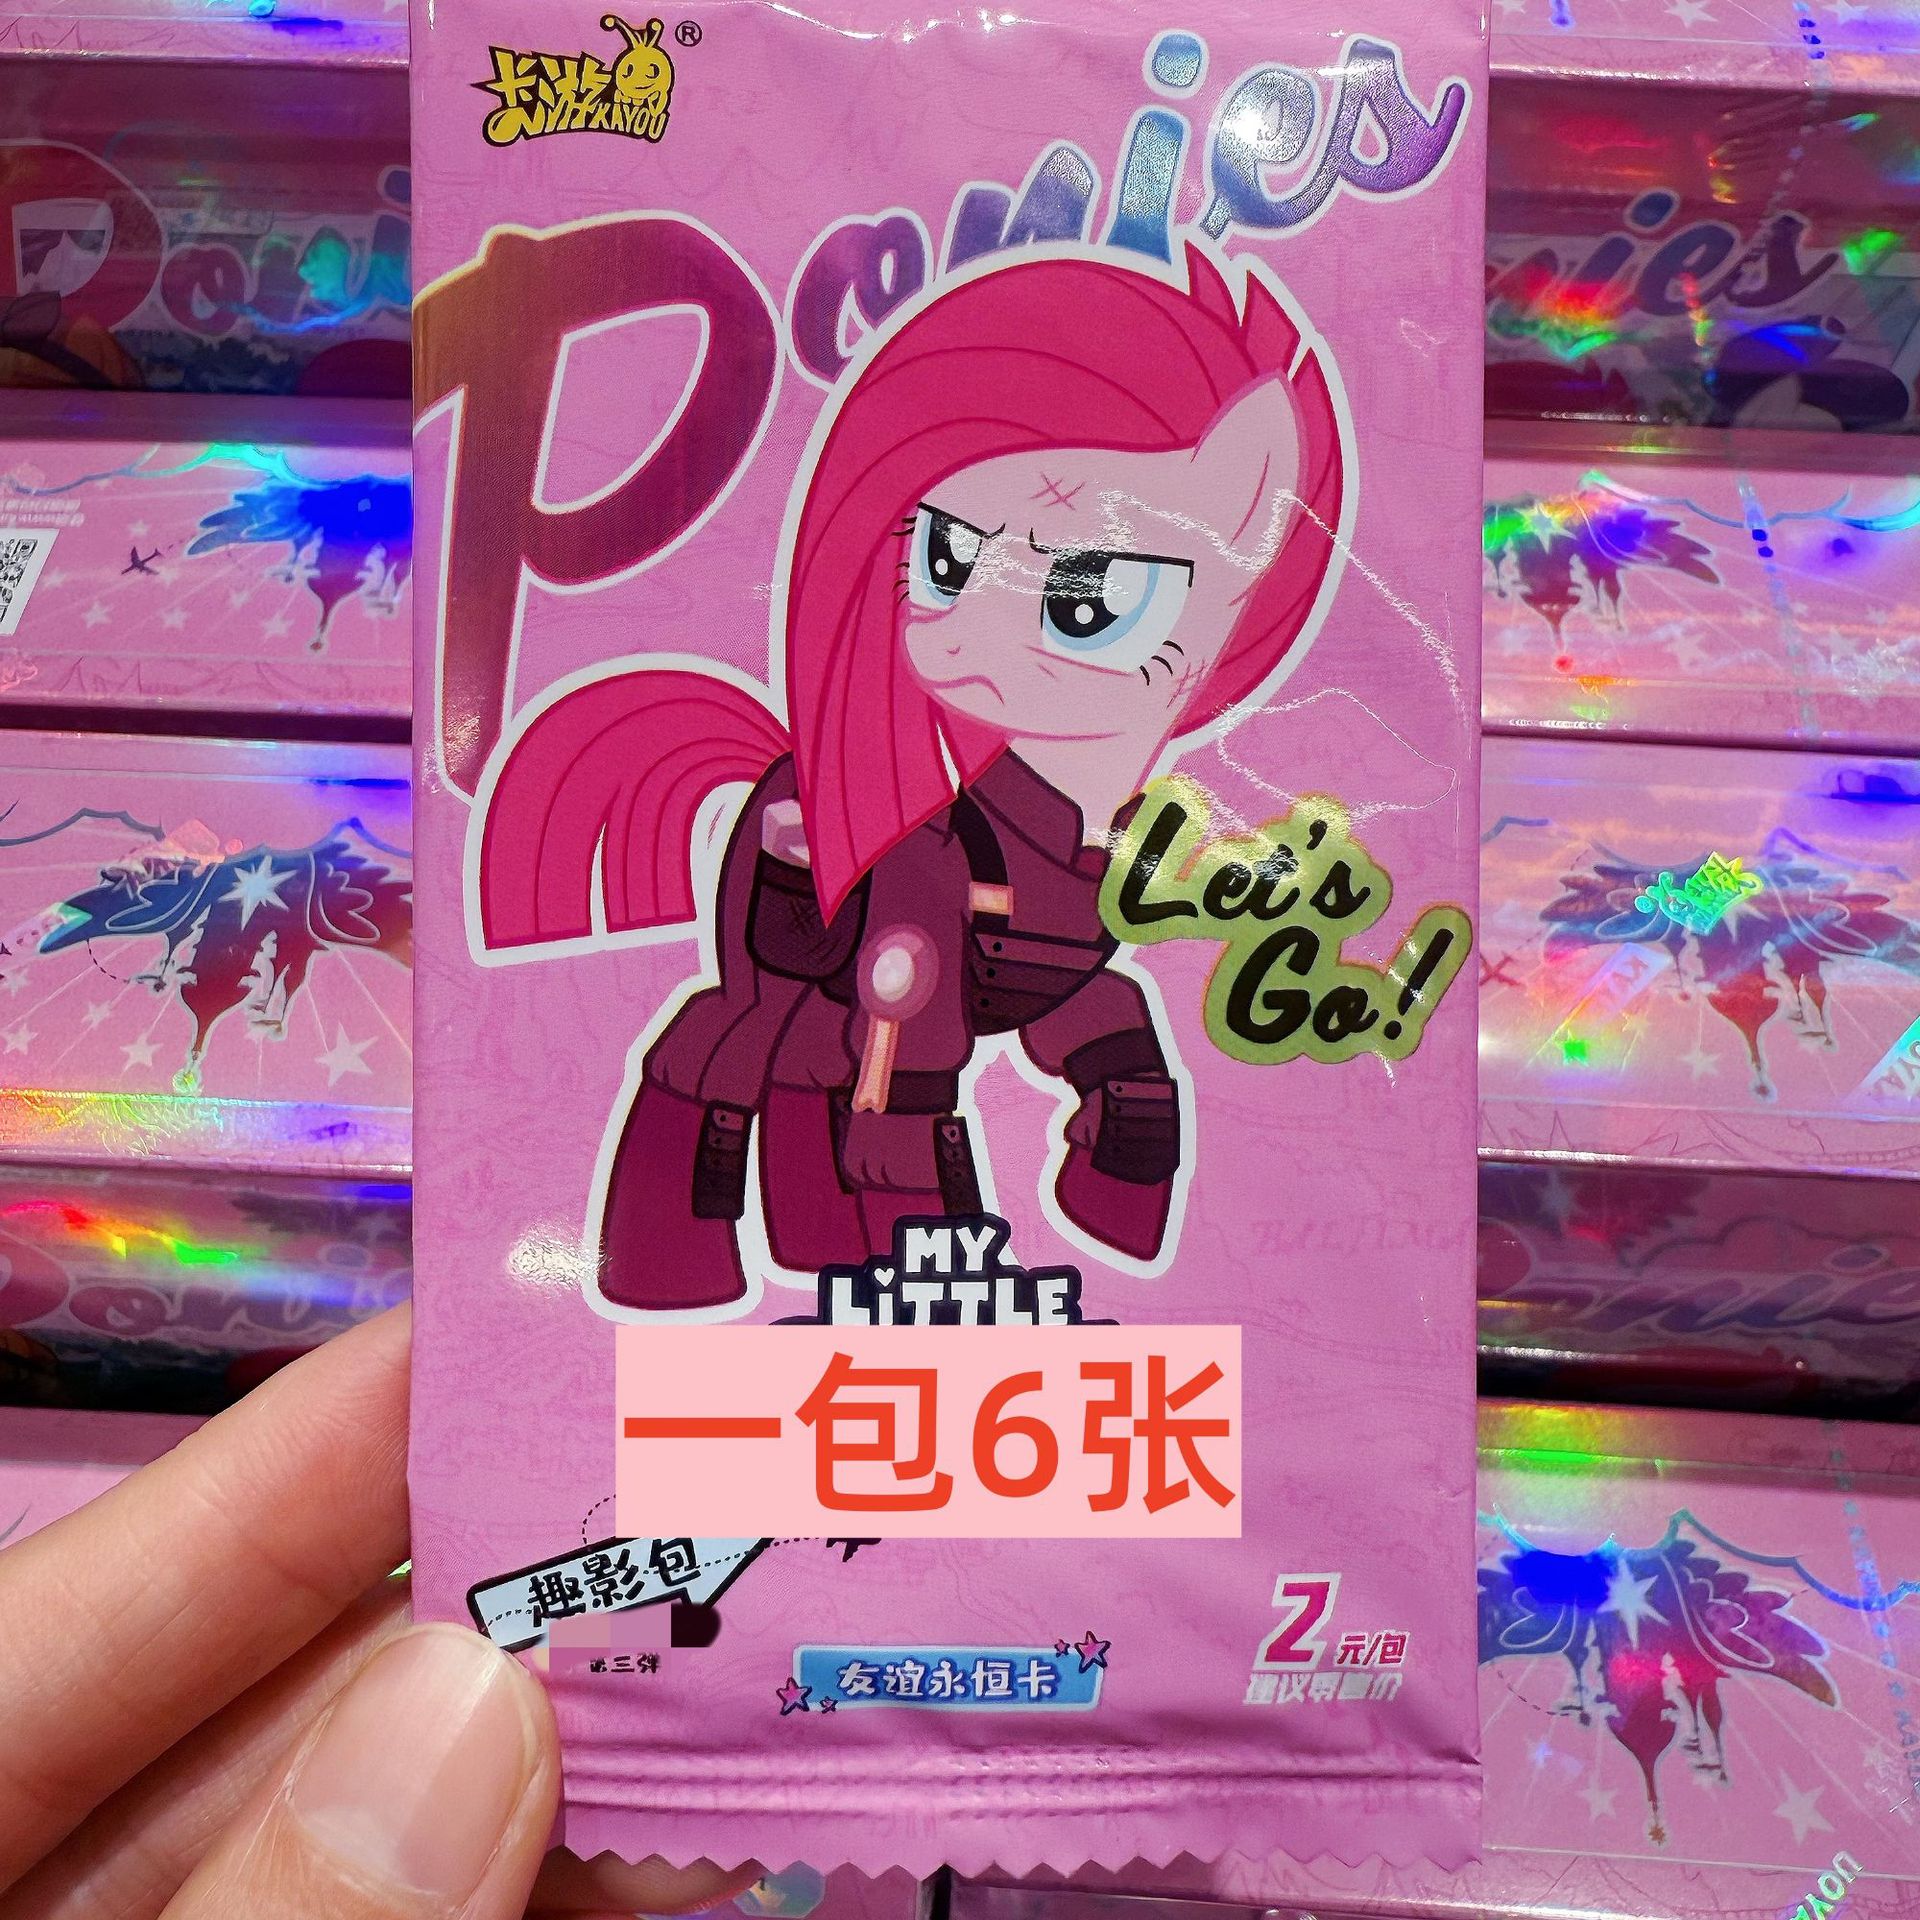 卡游
KAYOU
®
Ponies
Let's
Go!
MY
LiTTLE
一包6张
趣影包
第三弹
友谊永恒卡
2元/包
建议零售价